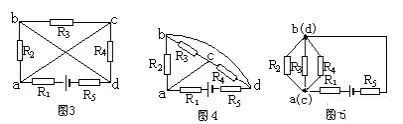 b
c
R₃
R₂
R₄
a
d
R₁
R₅
图3
b
R₃
c
R₂
R₄
a
d
R₁
R₅
图4
b(d)
R₂
R₃
R₄
R₁
R₅
a(c)
图5